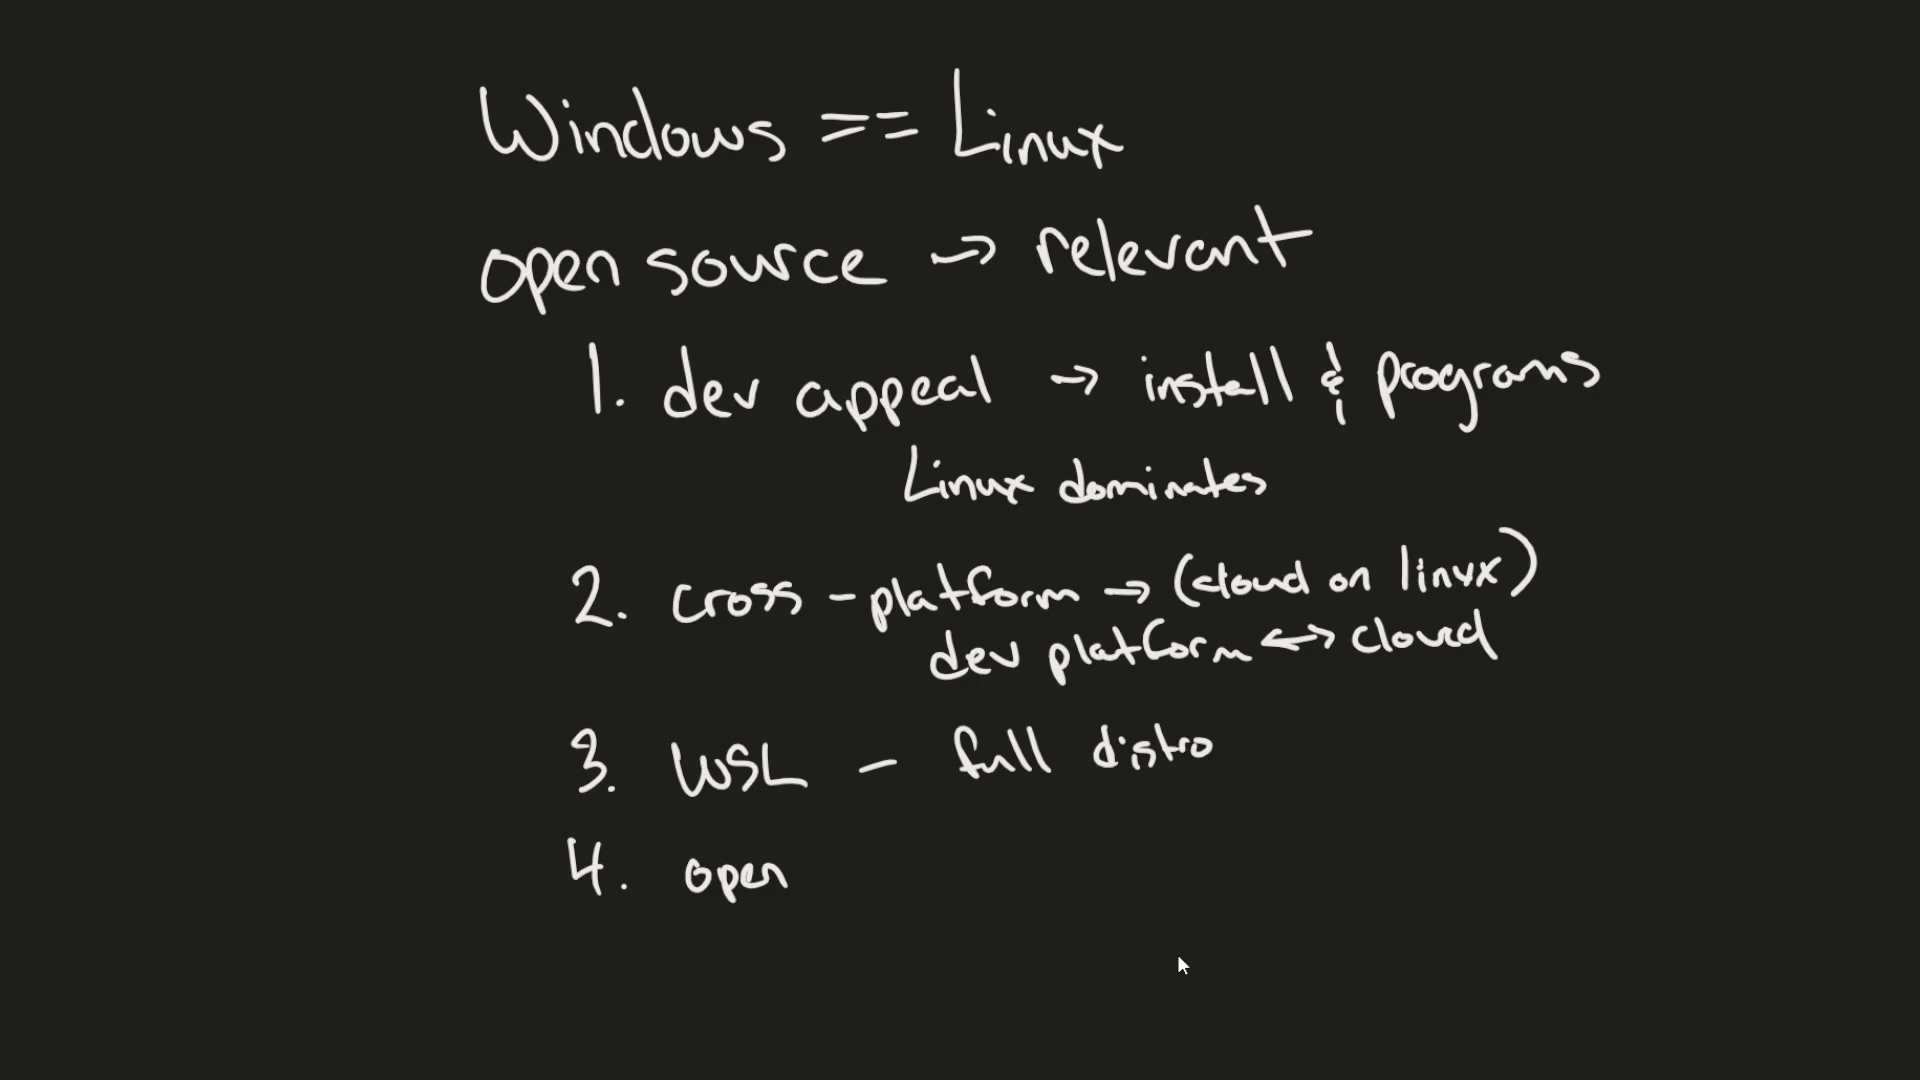 Windows == Linux
open source → relevant
1. dev appeal → install & programs
Linux dominates
2. cross-platform → (cloud on linux)
dev platform ↔ cloud
3. WSL - full distro
4. open